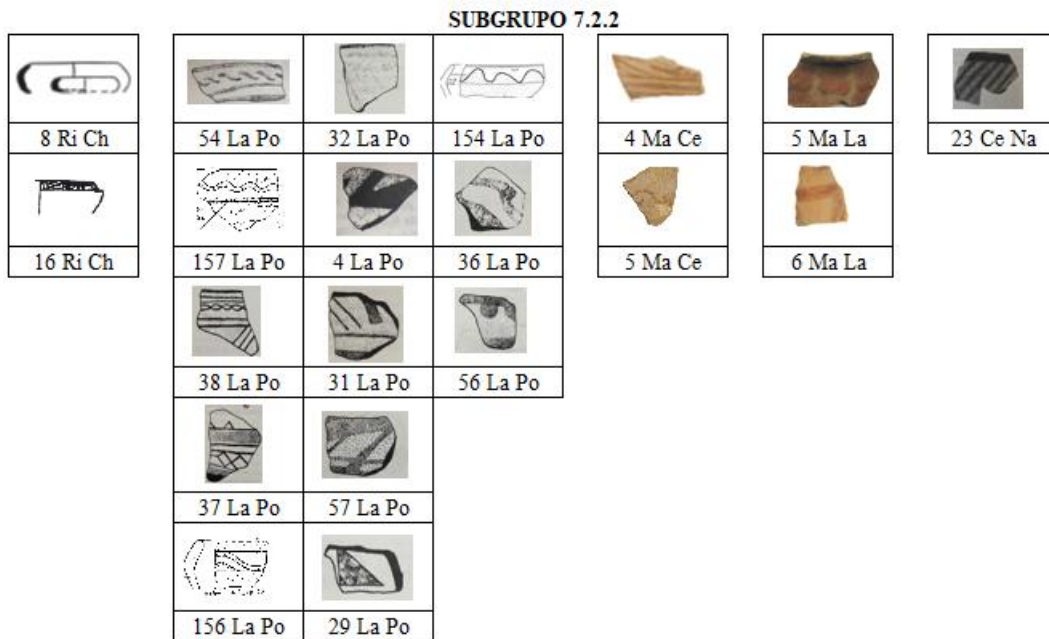 SUBGRUPO 7.2.2
8 Ri Ch
54 La Po 32 La Po 154 La Po
4 Ma Ce
5 Ma La
23 Ce Na
16 Ri Ch
157 La Po 4 La Po 36 La Po
5 Ma Ce
6 Ma La
38 La Po 31 La Po 56 La Po
37 La Po 57 La Po
156 La Po 29 La Po